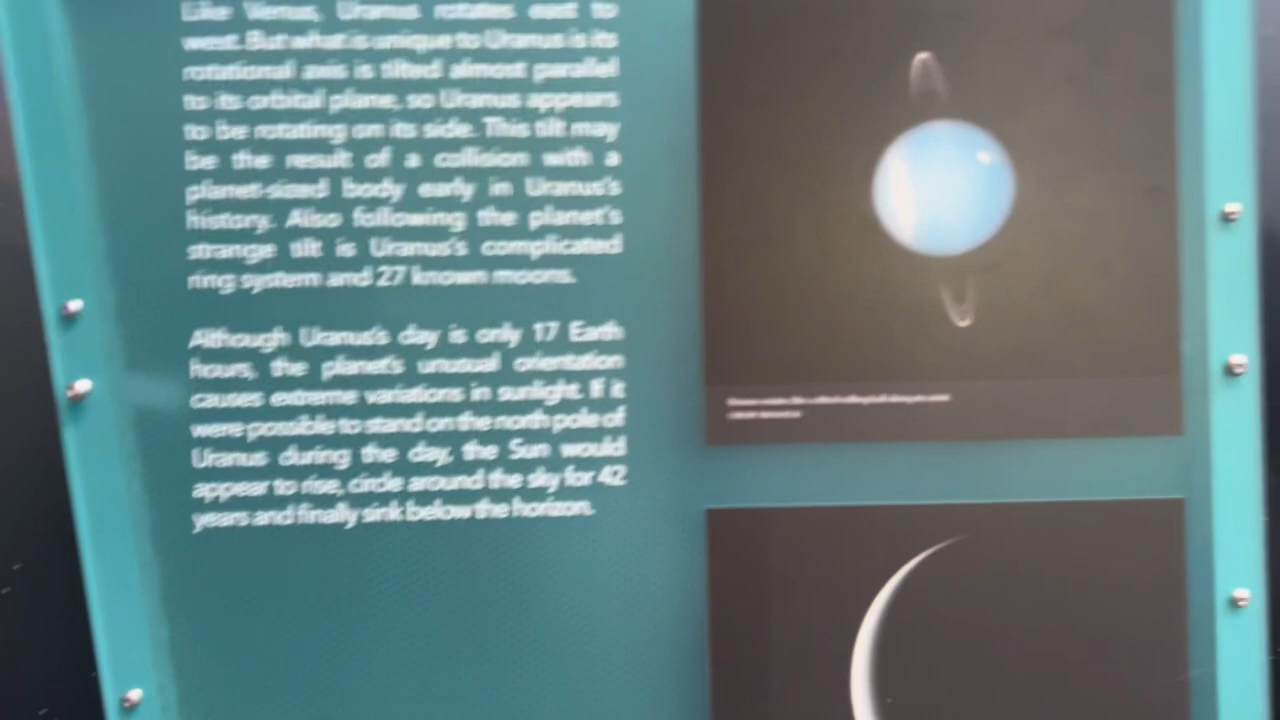 Like Venus, Uranus rotates east to
west. But what is unique to Uranus is its
rotational axis is tilted almost parallel
to its orbital plane, so Uranus appears
to be rotating on its side. This tilt may
be the result of a collision with a
planet-sized body early in Uranus's
history. Also following the planet's
strange tilt is Uranus's complicated
ring system and 27 known moons.
Although Uranus's day is only 17 Earth
hours, the planet's unusual orientation
causes extreme variations in sunlight. If it
were possible to stand on the north pole of
Uranus during the day, the Sun would
appear to rise, circle around the sky for 42
years and finally sink below the horizon.